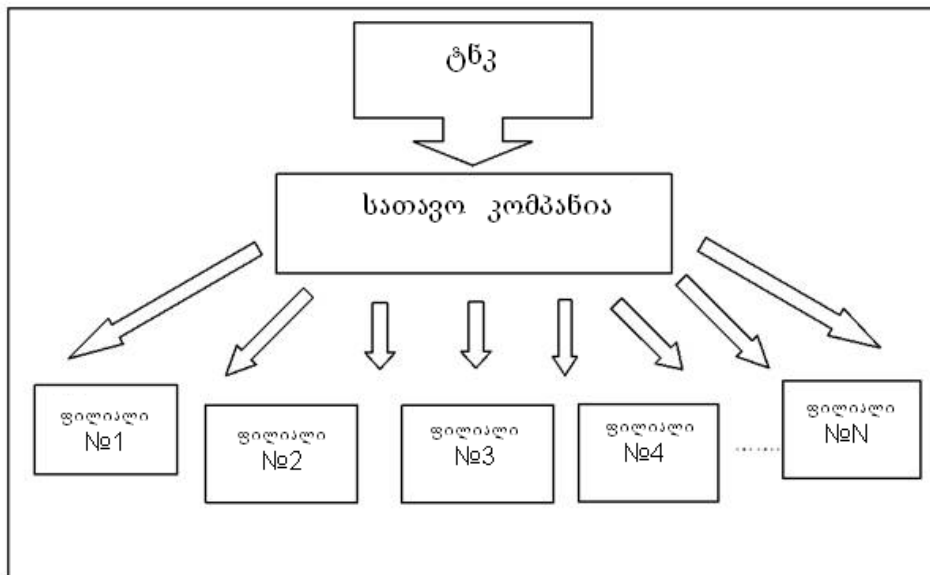 ტნკ
სათავო კომპანია
ფილიალი
№1
ფილიალი
№2
ფილიალი
№3
ფილიალი
№4
..........
ფილიალი
№N